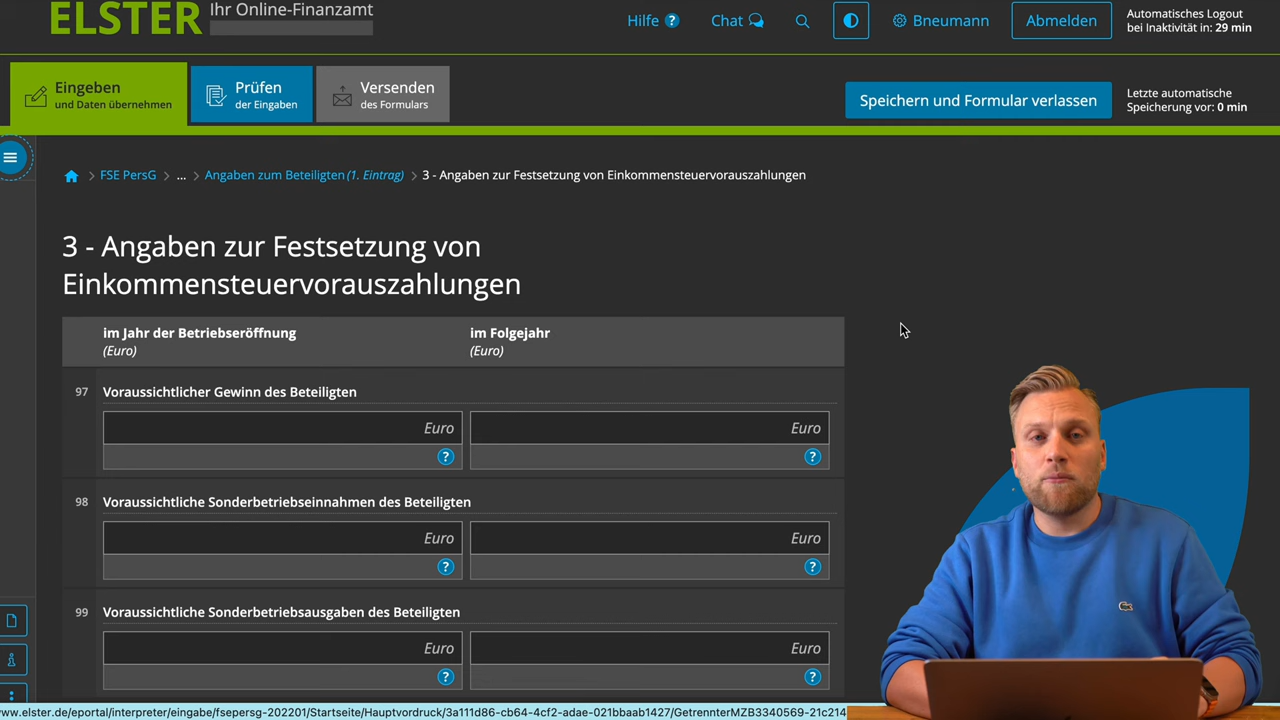 ELSTER
Ihr Online-Finanzamt
Hilfe ?
Chat
Bneumann
Abmelden
Automatisches Logout
bei Inaktivität in: 29 min
Eingeben
und Daten übernehmen
Prüfen
der Eingaben
Versenden
des Formulars
Speichern und Formular verlassen
Letzte automatische
Speicherung vor: 0 min
FSE PersG > ... > Angaben zum Beteiligten (1. Eintrag) > 3 - Angaben zur Festsetzung von Einkommensteuervorauszahlungen
3 - Angaben zur Festsetzung von
Einkommensteuervorauszahlungen
im Jahr der Betriebseröffnung
(Euro)
im Folgejahr
(Euro)
97 Voraussichtlicher Gewinn des Beteiligten
Euro
Euro
?
?
98 Voraussichtliche Sonderbetriebseinnahmen des Beteiligten
Euro
Euro
?
?
99 Voraussichtliche Sonderbetriebsausgaben des Beteiligten
Euro
Euro
?
?
ww.elster.de/eportal/interpreter/eingabe/fsepersg-202201/Startseite/Hauptvordruck/3a111d86-cb64-4cf2-adae-021bbaab1427/GetrennterMZB3340569-21c214